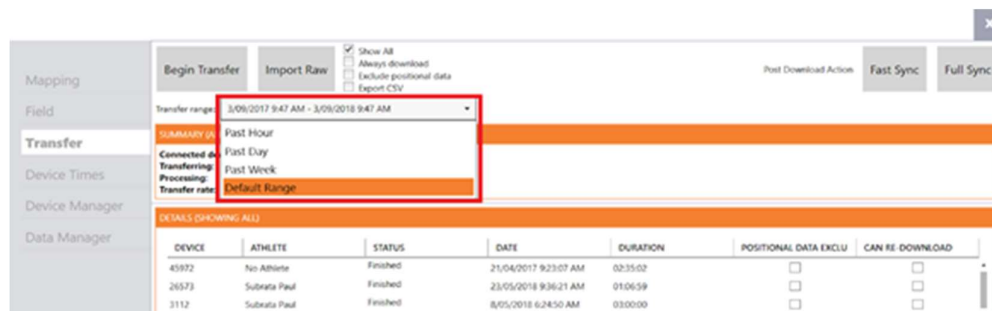 x
Mapping
Field
Transfer
Device Times
Device Manager
Data Manager
Begin Transfer
Import Raw
Show All
Always download
Exclude positional data
Export CSV
Post Download Action
Fast Sync
Full Sync
Transfer range: 3/09/2017 9:47 AM - 3/09/2018 9:47 AM
Past Hour
Past Day
Past Week
Default Range
SUMMARY (A
Connected de
Transferring:
Processing:
Transfer rate:
DETAILS (SHOWING ALL)
DEVICE ATHLETE STATUS DATE DURATION POSITIONAL DATA EXCLU CAN RE-DOWNLOAD
45972 No Athlete Finished 21/04/2017 9:23:07 AM 02:35:02
26573 Subrata Paul Finished 23/05/2018 9:36:21 AM 01:06:59
3112 Subrata Paul Finished 8/05/2018 6:24:50 AM 03:00:00